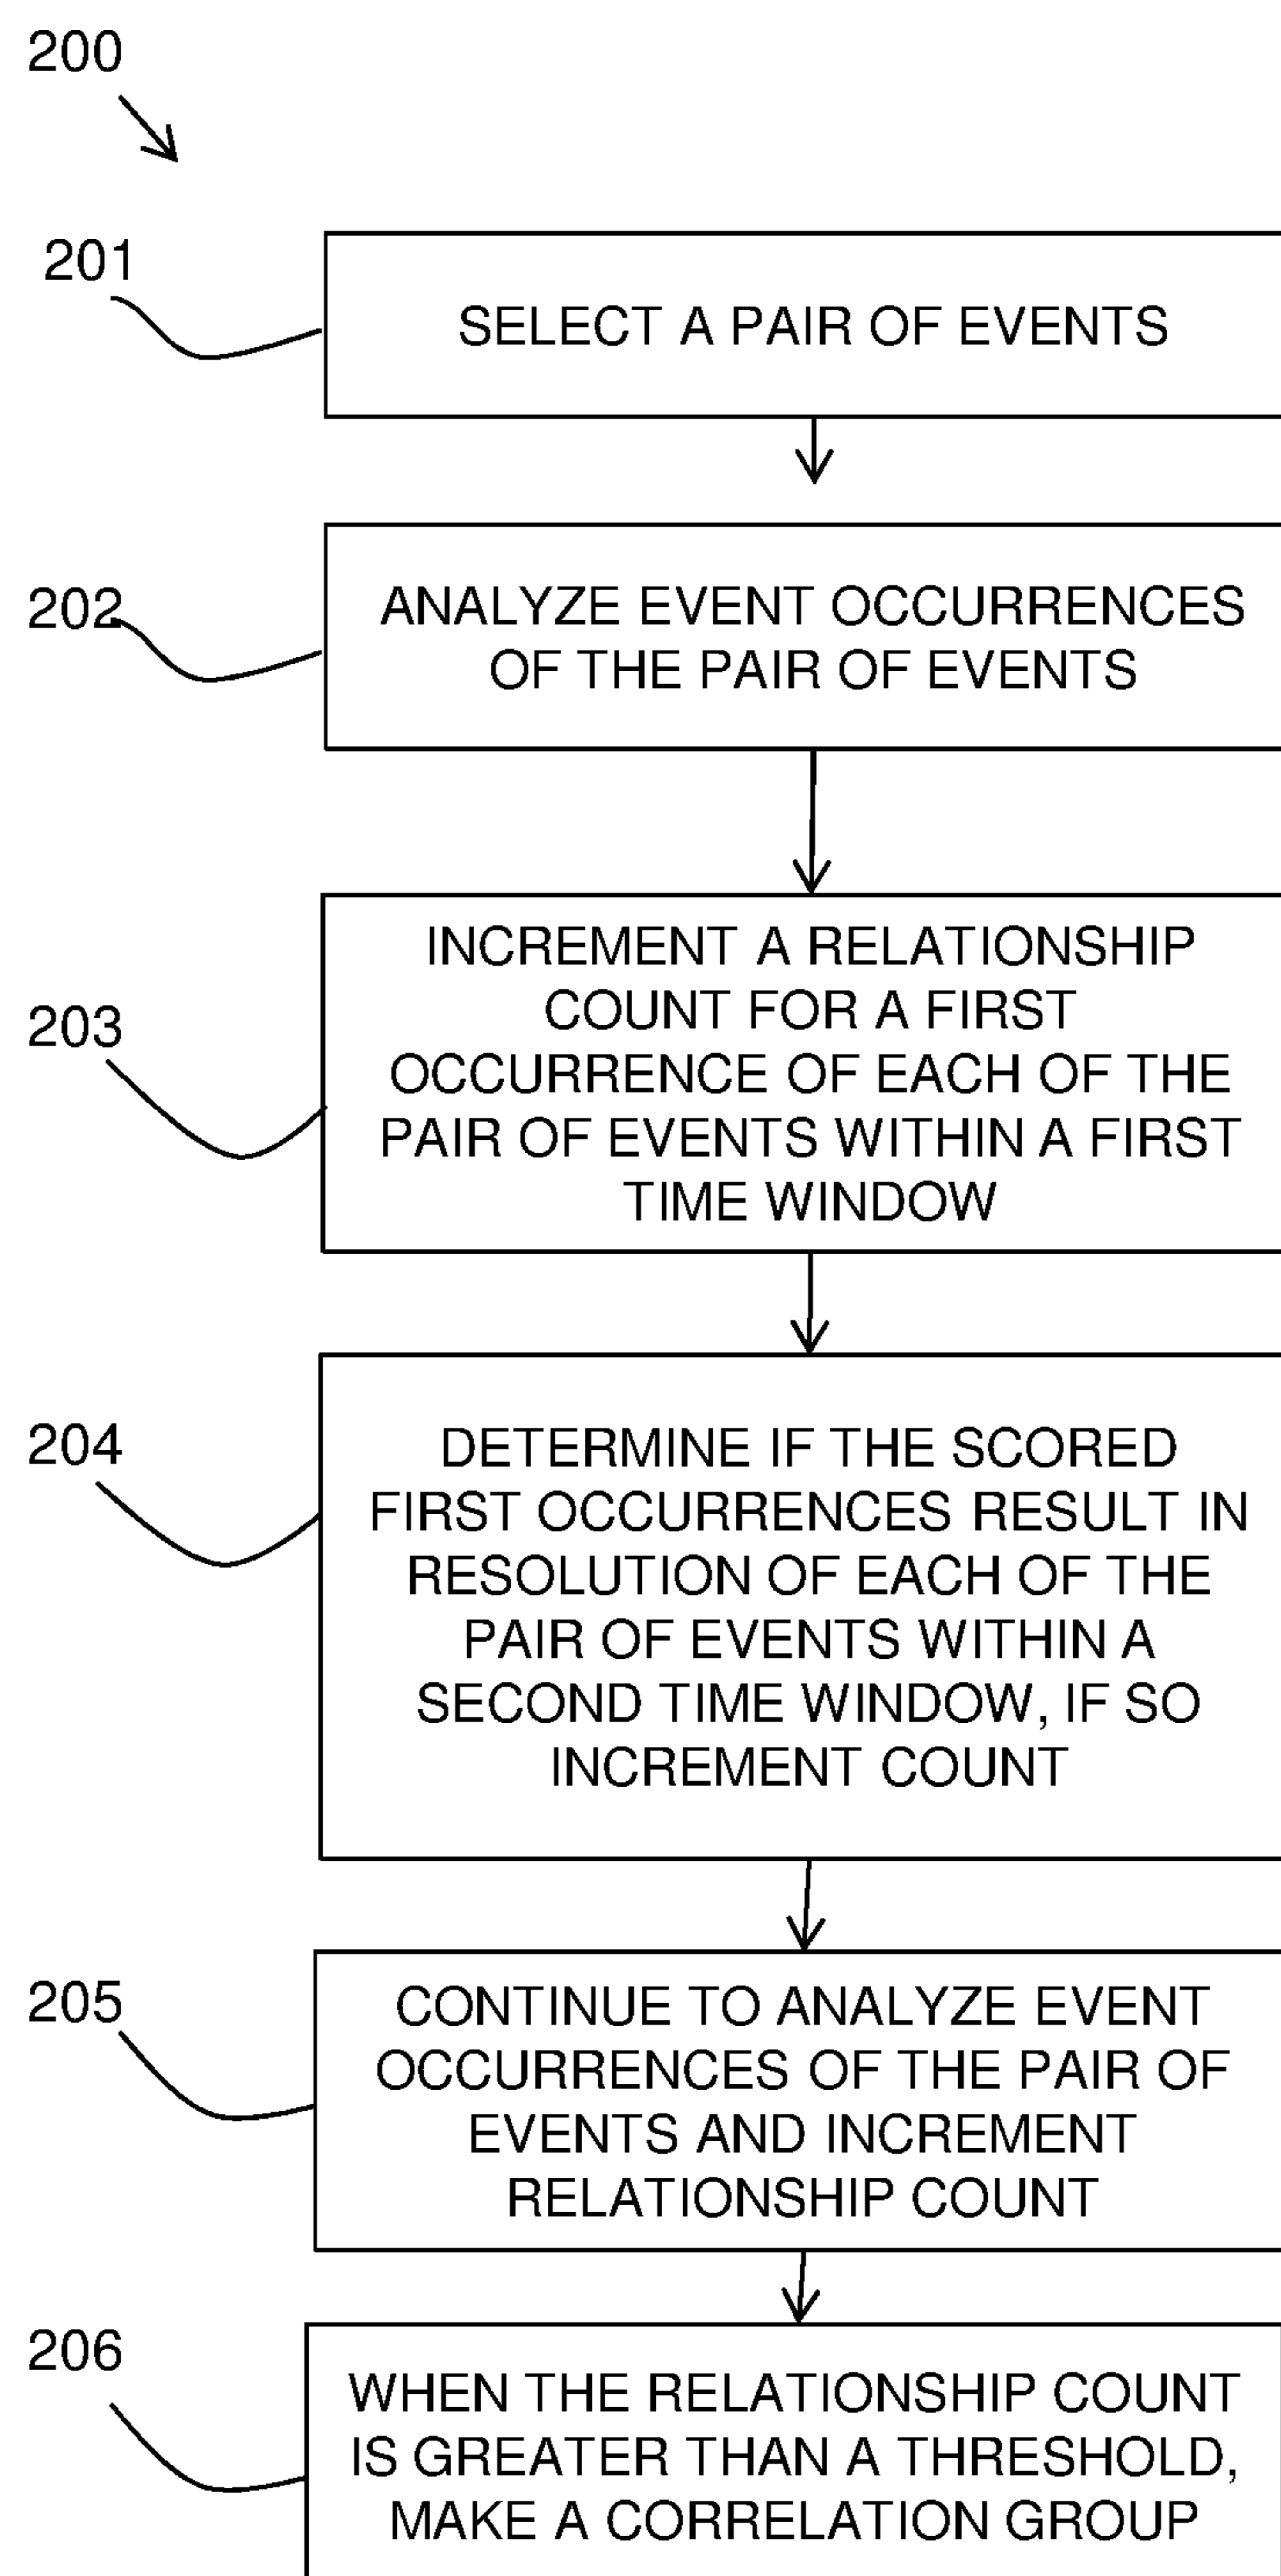 200
201
SELECT A PAIR OF EVENTS
202
ANALYZE EVENT OCCURRENCES
OF THE PAIR OF EVENTS
203
INCREMENT A RELATIONSHIP
COUNT FOR A FIRST
OCCURRENCE OF EACH OF THE
PAIR OF EVENTS WITHIN A FIRST
TIME WINDOW
204
DETERMINE IF THE SCORED
FIRST OCCURRENCES RESULT IN
RESOLUTION OF EACH OF THE
PAIR OF EVENTS WITHIN A
SECOND TIME WINDOW, IF SO
INCREMENT COUNT
205
CONTINUE TO ANALYZE EVENT
OCCURRENCES OF THE PAIR OF
EVENTS AND INCREMENT
RELATIONSHIP COUNT
206
WHEN THE RELATIONSHIP COUNT
IS GREATER THAN A THRESHOLD,
MAKE A CORRELATION GROUP